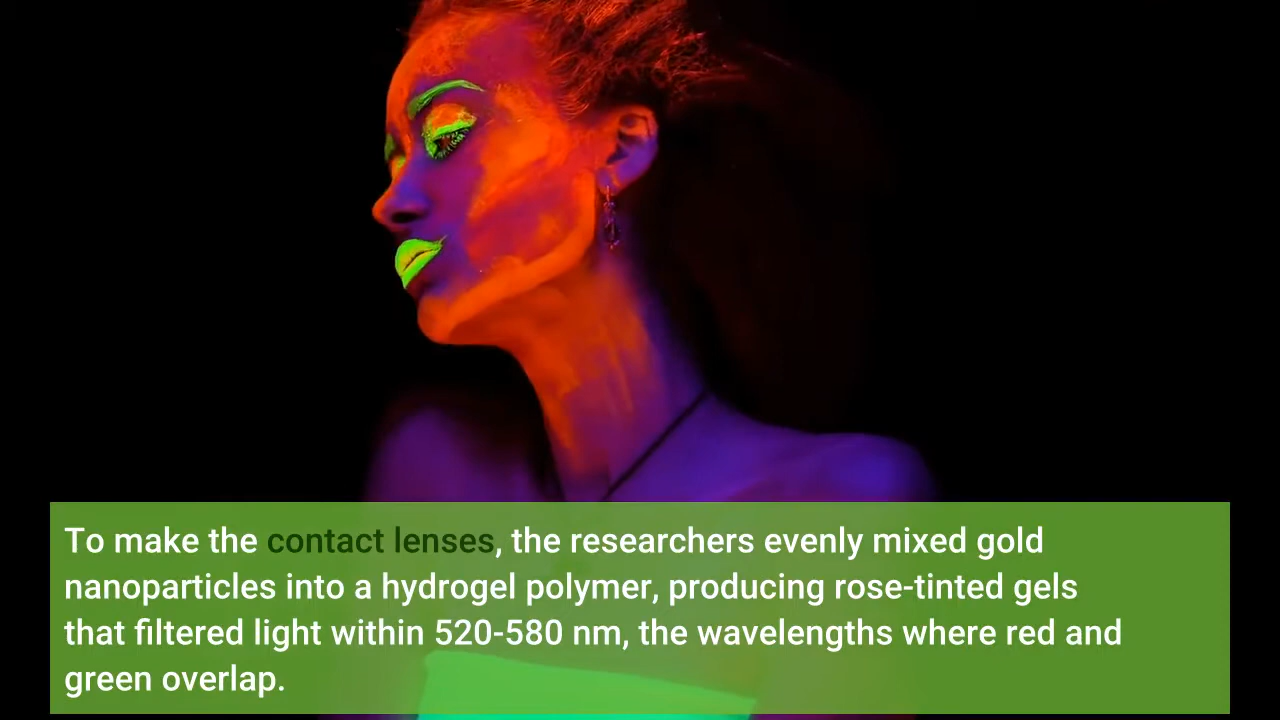 To make the contact lenses, the researchers evenly mixed gold
nanoparticles into a hydrogel polymer, producing rose-tinted gels
that filtered light within 520-580 nm, the wavelengths where red and
green overlap.